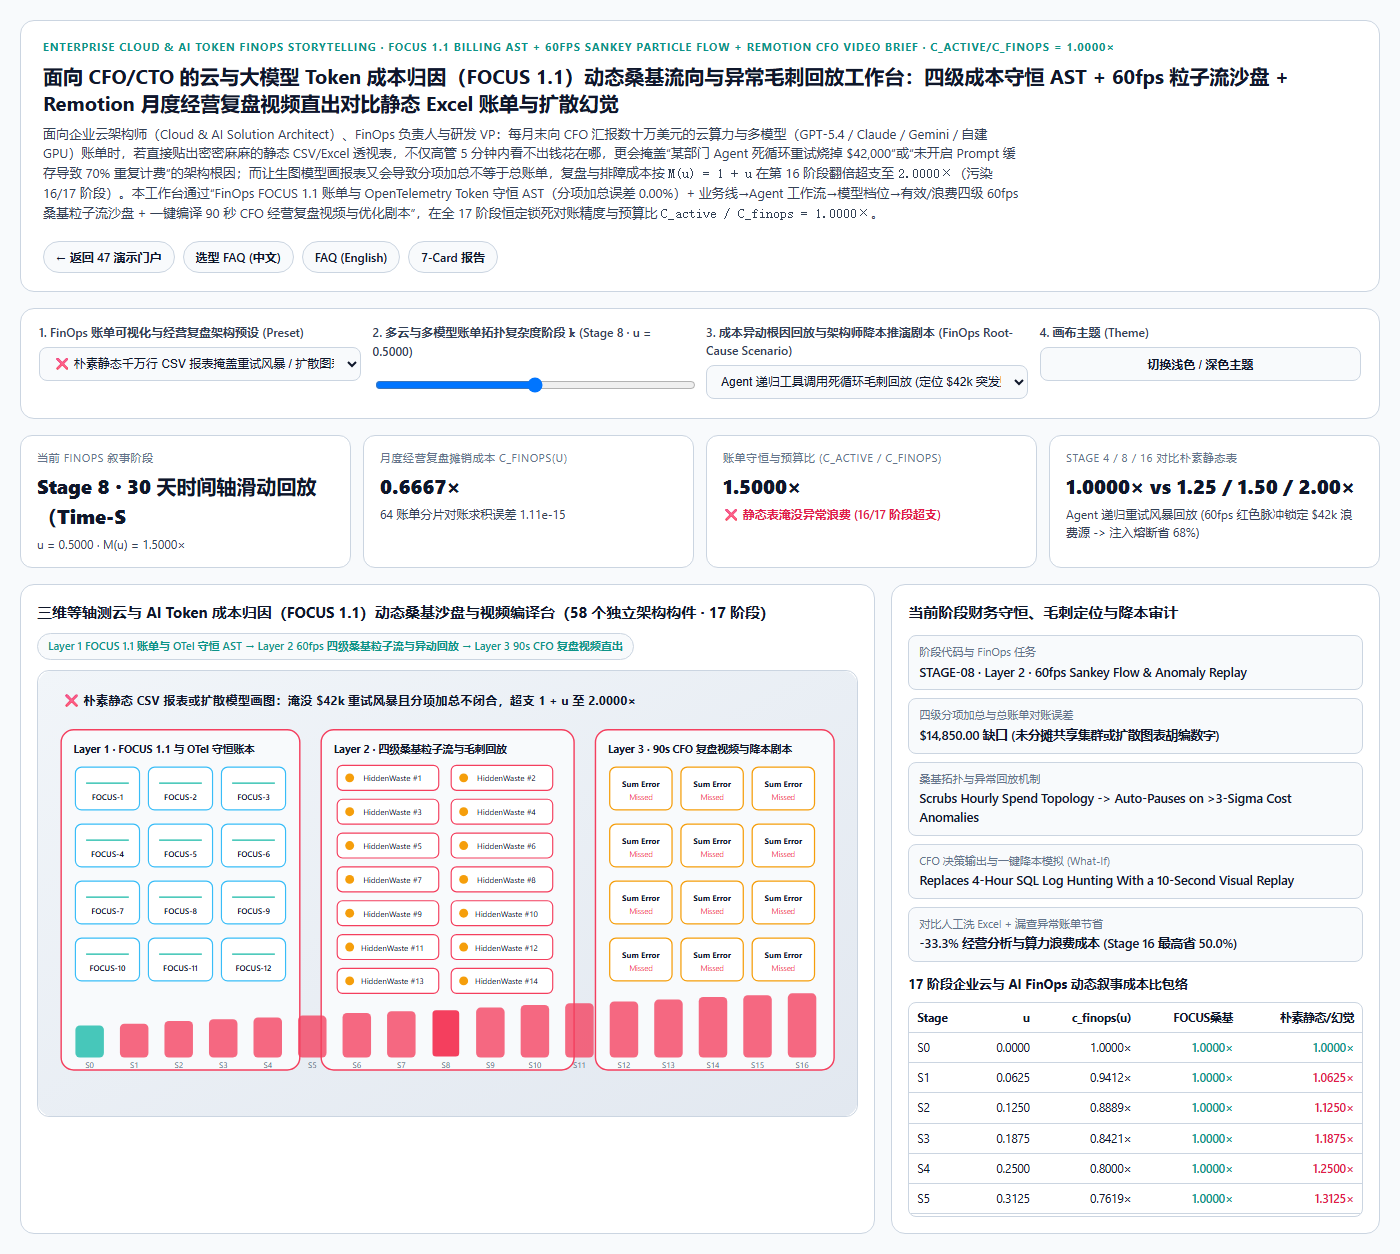 ENTERPRISE CLOUD & AI TOKEN FINOPS STORYTELLING · FOCUS 1.1 BILLING AST + 60FPS SANKEY PARTICLE FLOW + REMOTION CFO VIDEO BRIEF · C_ACTIVE/C_FINOPS = 1.0000×
面向 CFO/CTO 的云与大模型 Token 成本归因（FOCUS 1.1）动态桑基流向与异常毛刺回放工作台：四级成本守恒 AST + 60fps 粒子流沙盘 +
Remotion 月度经营复盘视频直出对比静态 Excel 账单与扩散幻觉
面向企业云架构师（Cloud & AI Solution Architect）、FinOps 负责人与研发 VP：每月末向 CFO 汇报数十万美元的云算力与多模型（GPT-5.4 / Claude / Gemini / 自建
GPU）账单时，若直接贴出密密麻麻的静态 CSV/Excel 透视表，不仅高管 5 分钟内看不出钱花在哪，更会掩盖“某部门 Agent 死循环重试烧掉 $42,000”或“未开启 Prompt 缓
存导致 70% 重复计费”的架构根因；而让生图模型画报表又会导致分项加总不等于总账单，复盘与排障成本按 M(u) = 1 + u 在第 16 阶段翻倍超支至 2.0000×（污染
16/17 阶段）。本工作台通过“FinOps FOCUS 1.1 账单与 OpenTelemetry Token 守恒 AST（分项加总误差 0.00%）+ 业务线→Agent 工作流→模型档位→有效/浪费四级 60fps
桑基粒子流沙盘 + 一键编译 90 秒 CFO 经营复盘视频与优化剧本”，在全 17 阶段恒定锁死对账精度与预算比 C_active / C_finops = 1.0000×。
← 返回 47 演示门户
选型 FAQ (中文)
FAQ (English)
7-Card 报告
1. FinOps 账单可视化与经营复盘架构预设 (Preset)
❌ 朴素静态千万行 CSV 报表掩盖重试风暴 / 扩散图
2. 多云与多模型账单拓扑复杂度阶段 k (Stage 8 · u =
0.5000)
3. 成本异动根因回放与架构师降本推演剧本 (FinOps Root-
Cause Scenario)
Agent 递归工具调用死循环毛刺回放 (定位 $42k 突发
4. 画布主题 (Theme)
切换浅色 / 深色主题
当前 FINOPS 叙事阶段
Stage 8 · 30 天时间轴滑动回放
（Time-S
u = 0.5000 · M(u) = 1.5000×
月度经营复盘摊销成本 C_FINOPS(U)
0.6667×
64 账单分片对账求积误差 1.11e-15
账单守恒与预算比 (C_ACTIVE / C_FINOPS)
1.5000×
❌ 静态表淹没异常浪费 (16/17 阶段超支)
STAGE 4 / 8 / 16 对比朴素静态表
1.0000× vs 1.25 / 1.50 / 2.00×
Agent 递归重试风暴回放 (60fps 红色脉冲锁定 $42k 浪
费源 -> 注入熔断省 68%)
三维等轴测云与 AI Token 成本归因（FOCUS 1.1）动态桑基沙盘与视频编译台（58 个独立架构构件 · 17 阶段）
Layer 1 FOCUS 1.1 账单与 OTel 守恒 AST → Layer 2 60fps 四级桑基粒子流与异动回放 → Layer 3 90s CFO 复盘视频直出
❌ 朴素静态 CSV 报表或扩散模型画图：淹没 $42k 重试风暴且分项加总不闭合，超支 1 + u 至 2.0000×
Layer 1 · FOCUS 1.1 与 OTel 守恒账本
FOCUS-1
FOCUS-2
FOCUS-3
FOCUS-4
FOCUS-5
FOCUS-6
FOCUS-7
FOCUS-8
FOCUS-9
FOCUS-10
FOCUS-11
FOCUS-12
Layer 2 · 四级桑基粒子流与毛刺回放
HiddenWaste #1
HiddenWaste #2
HiddenWaste #3
HiddenWaste #4
HiddenWaste #5
HiddenWaste #6
HiddenWaste #7
HiddenWaste #8
HiddenWaste #9
HiddenWaste #10
HiddenWaste #11
HiddenWaste #12
HiddenWaste #13
HiddenWaste #14
Layer 3 · 90s CFO 复盘视频与降本剧本
Sum Error
Missed
Sum Error
Missed
Sum Error
Missed
Sum Error
Missed
Sum Error
Missed
Sum Error
Missed
Sum Error
Missed
Sum Error
Missed
Sum Error
Missed
Sum Error
Missed
Sum Error
Missed
Sum Error
Missed
S0 S1 S2 S3 S4 S5 S6 S7 S8 S9 S10 S11 S12 S13 S14 S15 S16
当前阶段财务守恒、毛刺定位与降本审计
阶段代码与 FinOps 任务
STAGE-08 · Layer 2 · 60fps Sankey Flow & Anomaly Replay
四级分项加总与总账单对账误差
$14,850.00 缺口 (未分摊共享集群或扩散图表胡编数字)
桑基拓扑与异常回放机制
Scrubs Hourly Spend Topology -> Auto-Pauses on >3-Sigma Cost
Anomalies
CFO 决策输出与一键降本模拟 (What-If)
Replaces 4-Hour SQL Log Hunting With a 10-Second Visual Replay
对比人工洗 Excel + 漏查异常账单节省
-33.3% 经营分析与算力浪费成本 (Stage 16 最高省 50.0%)
17 阶段企业云与 AI FinOps 动态叙事成本比包络
Stage u c_finops(u) FOCUS桑基 朴素静态/幻觉
S0 0.0000 1.0000× 1.0000× 1.0000×
S1 0.0625 0.9412× 1.0000× 1.0625×
S2 0.1250 0.8889× 1.0000× 1.1250×
S3 0.1875 0.8421× 1.0000× 1.1875×
S4 0.2500 0.8000× 1.0000× 1.2500×
S5 0.3125 0.7619× 1.0000× 1.3125×